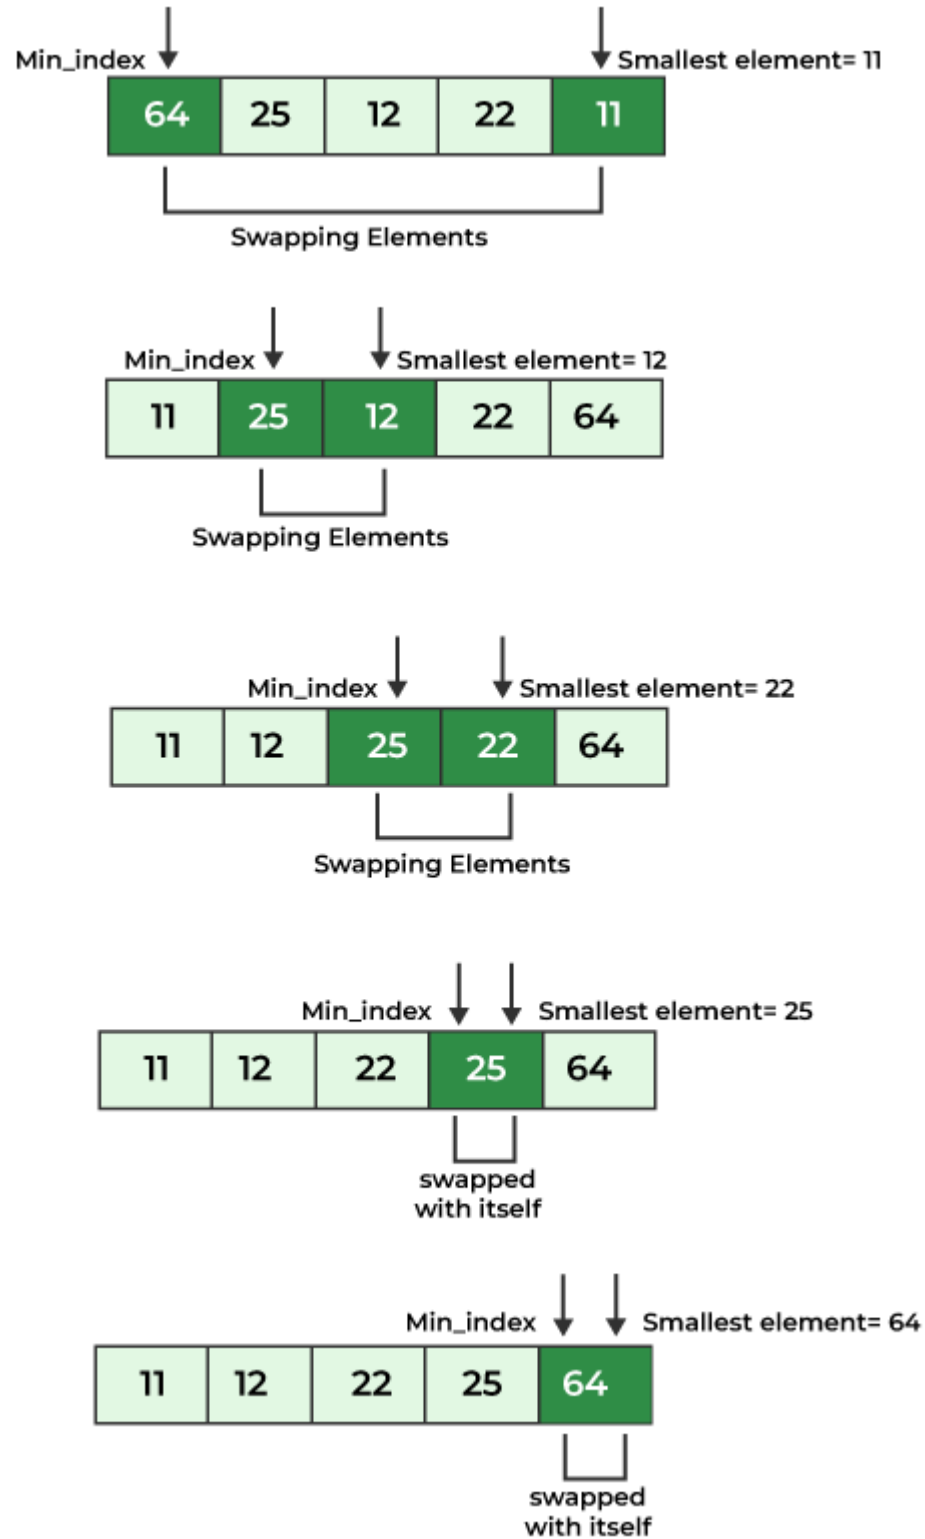 Min_index Smallest element= 11
64 25 12 22 11
Swapping Elements
Min_index Smallest element= 12
11 25 12 22 64
Swapping Elements
Min_index Smallest element= 22
11 12 25 22 64
Swapping Elements
Min_index Smallest element= 25
11 12 22 25 64
swapped
with itself
Min_index Smallest element= 64
11 12 22 25 64
swapped
with itself